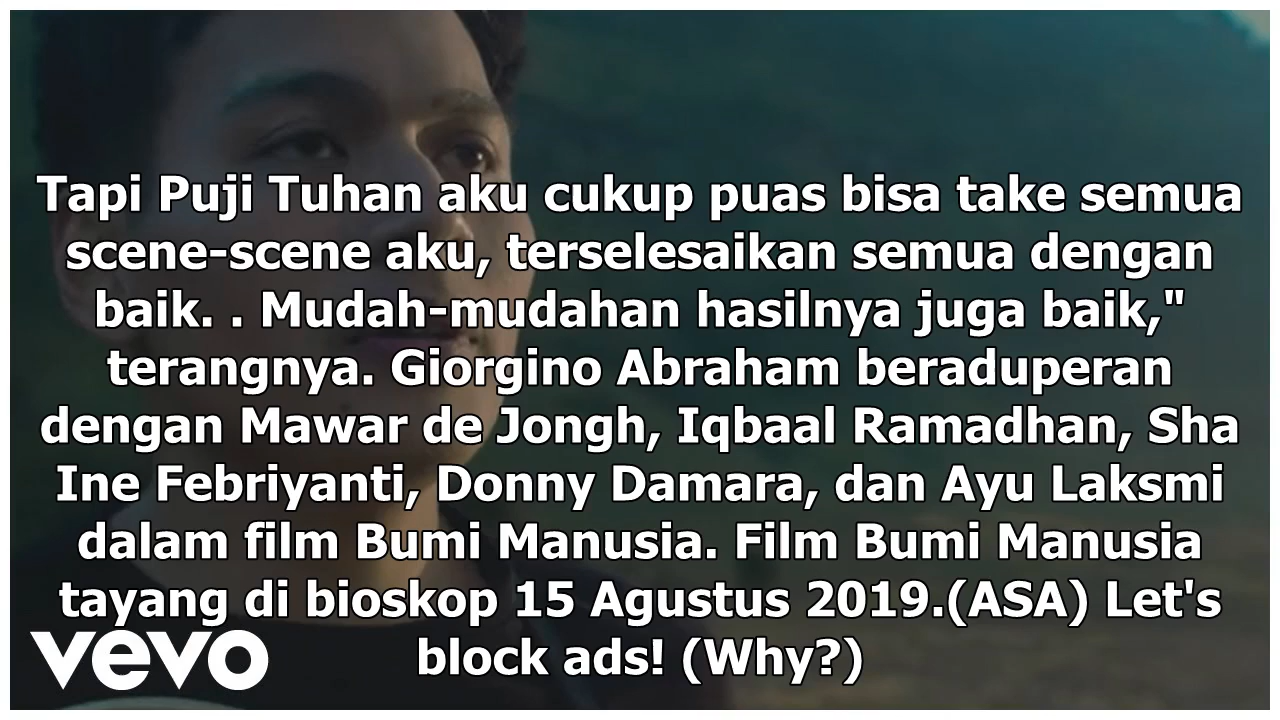 Tapi Puji Tuhan aku cukup puas bisa take semua
scene-scene aku, terselesaikan semua dengan
baik. . Mudah-mudahan hasilnya juga baik,"
terangnya. Giorgino Abraham beraduperan
dengan Mawar de Jongh, Iqbaal Ramadhan, Sha
Ine Febriyanti, Donny Damara, dan Ayu Laksmi
dalam film Bumi Manusia. Film Bumi Manusia
tayang di bioskop 15 Agustus 2019.(ASA) Let's
block ads! (Why?)
vevo